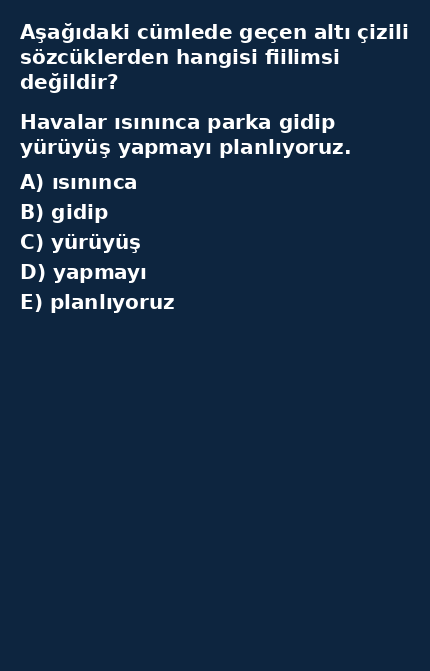 Aşağıdaki cümlede geçen altı çizili
sözcüklerden hangisi fiilimsi
değildir?
Havalar ısınınca parka gidip
yürüyüş yapmayı planlıyoruz.
A) ısınınca
B) gidip
C) yürüyüş
D) yapmayı
E) planlıyoruz